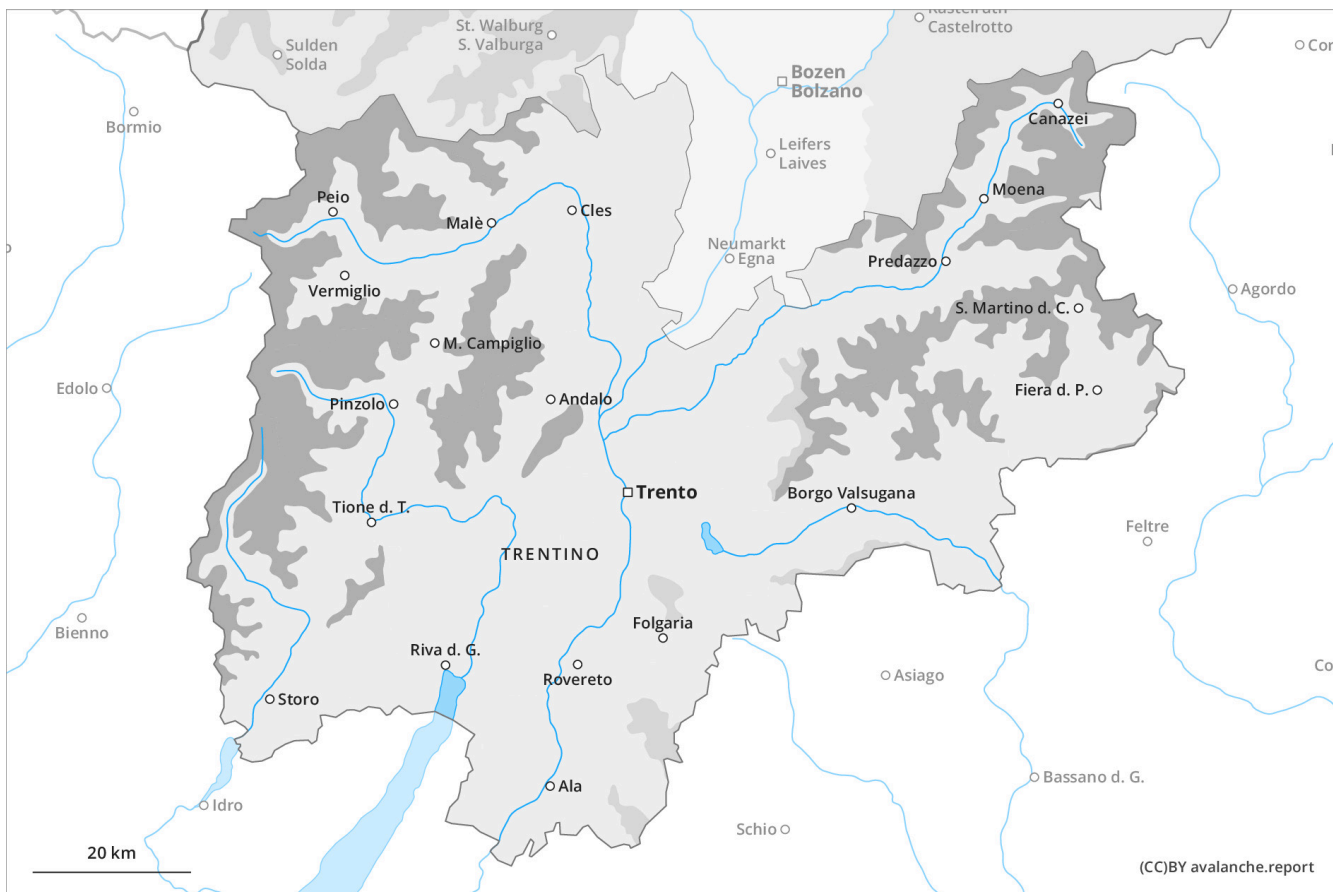 Kastelruth
Castelrotto
St. Walburg
S. Valburga
Sulden
Solda
Bozen
Bolzano
Bormio
Canazei
Leifers
Laives
Moena
Peio
Malè
Cles
Neumarkt
Egna
Predazzo
Vermiglio
Agordo
S. Martino d. C.
M. Campiglio
Edolo
Pinzolo
Andalo
Fiera d. P.
Trento
Borgo Valsugana
Tione d. T.
Feltre
TRENTINO
Bienno
Folgaria
Riva d. G.
Rovereto
Asiago
Storo
Bassano d. G.
Ala
Idro
Schio
20 km
(CC)BY avalanche.report